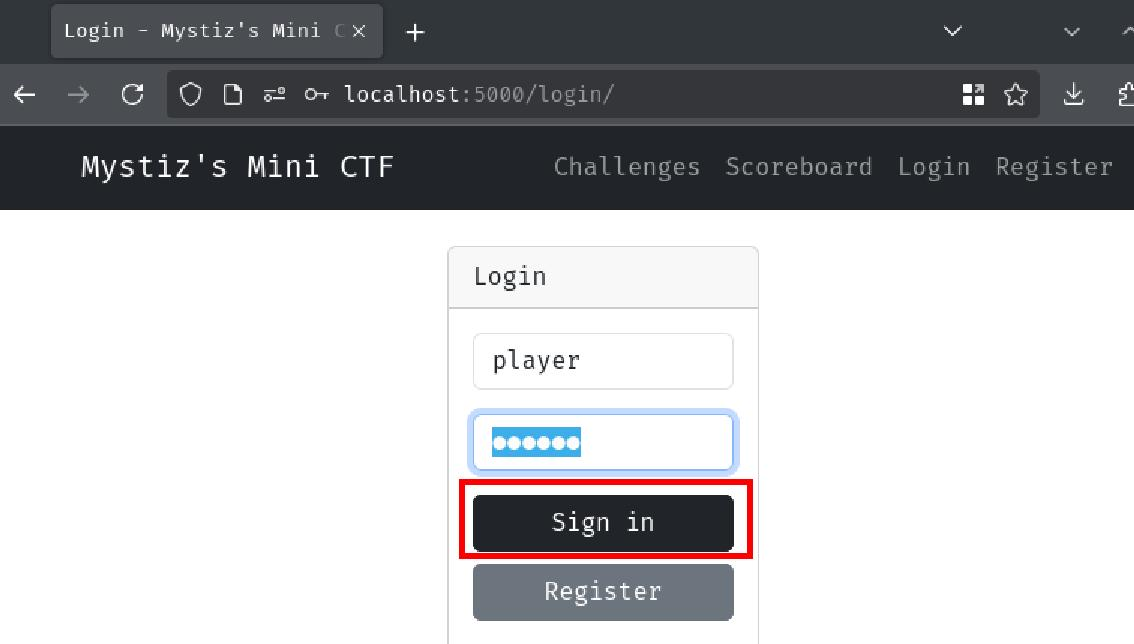 Login - Mystiz's Mini C
localhost:5000/login/
Mystiz's Mini CTF
Challenges Scoreboard Login Register
Login
player
••••••
Sign in
Register